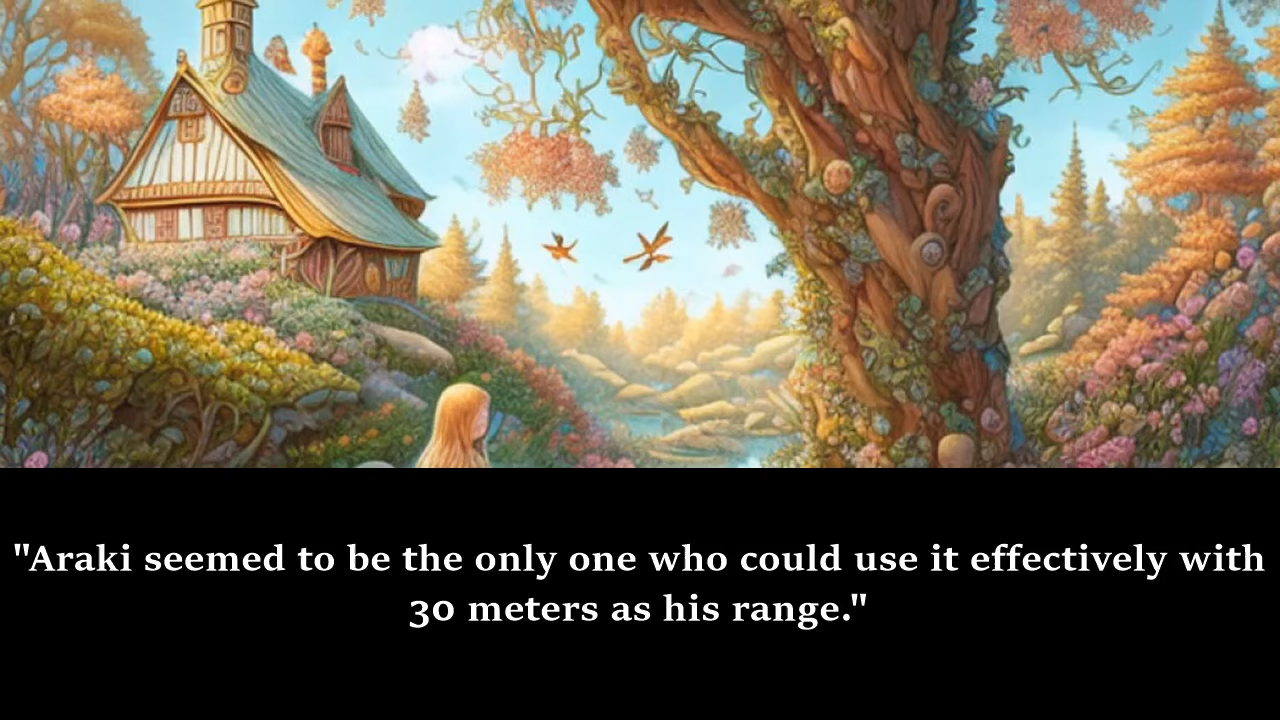 "Araki seemed to be the only one who could use it effectively with
30 meters as his range."